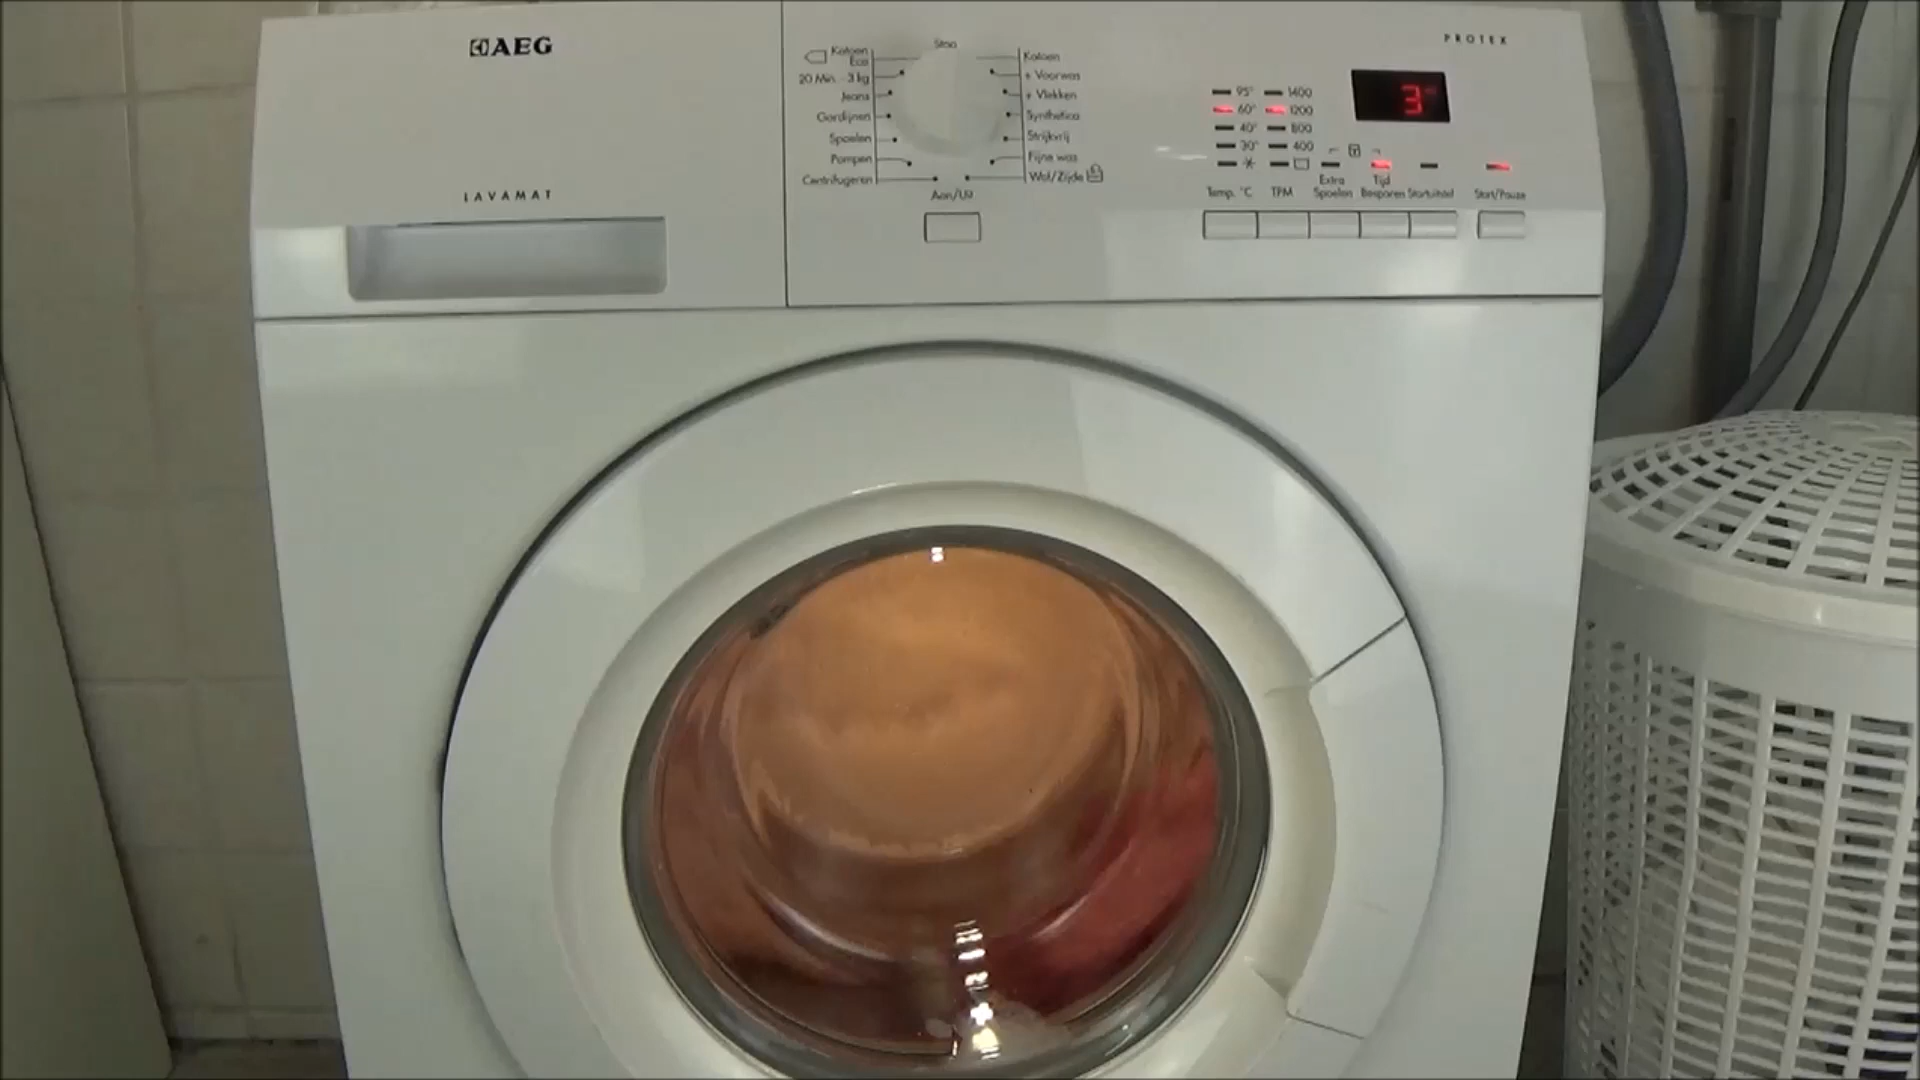 AEG
LAVAMAT
Katoen
Eco
20 Min. - 3 kg
Jeans
Gordijnen
Spoelen
Pompen
Centrifugeren
Stop
Katoen
+ Voorwas
+ Vlekken
Synthetica
Strijkvrij
Fijne was
Wol/Zijde
Aan/Uit
PROTEX
95° 1400
60° 1200
40° 800
30° 400
3
Temp. °C
TPM
Extra
Spoelen
Tijd
Besparen
Startuitstel
Start/Pauze